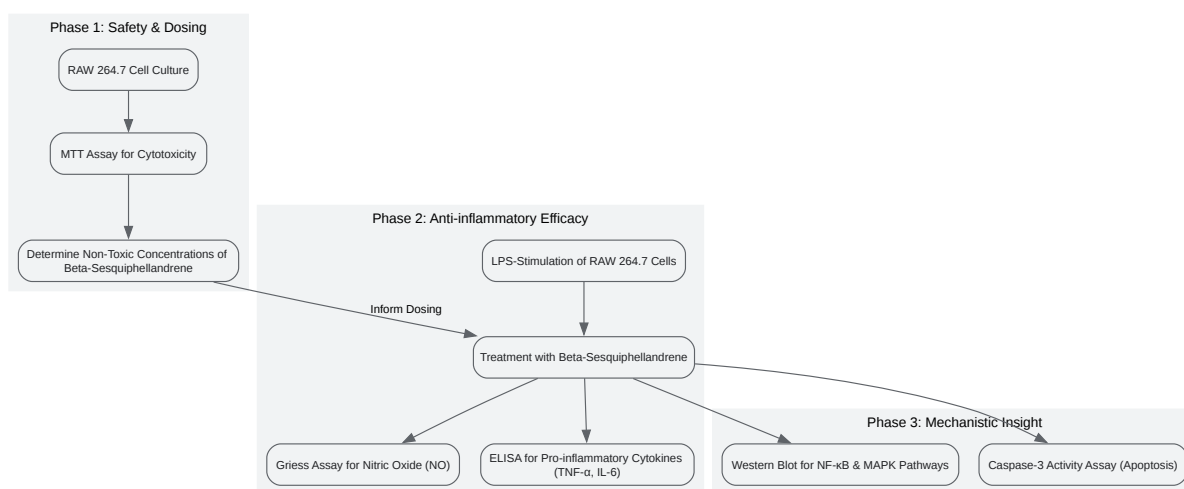 Phase 1: Safety & Dosing
RAW 264.7 Cell Culture
MTT Assay for Cytotoxicity
Determine Non-Toxic Concentrations of
Beta-Sesquiphellandrene
Phase 2: Anti-inflammatory Efficacy
LPS-Stimulation of RAW 264.7 Cells
Inform Dosing
Treatment with Beta-Sesquiphellandrene
Griess Assay for Nitric Oxide (NO)
ELISA for Pro-inflammatory Cytokines
(TNF-α, IL-6)
Phase 3: Mechanistic Insight
Western Blot for NF-κB & MAPK Pathways
Caspase-3 Activity Assay (Apoptosis)